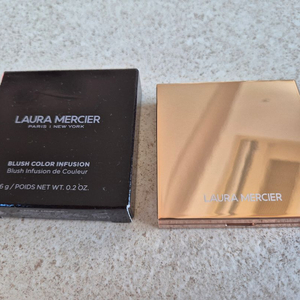 LAURA MERCIER
PARIS | NEW YORK
BLUSH COLOR INFUSION
Blush Infusion de Couleur
6 g / POIDS NET WT. 0.2 OZ.
LAURA MERCIER